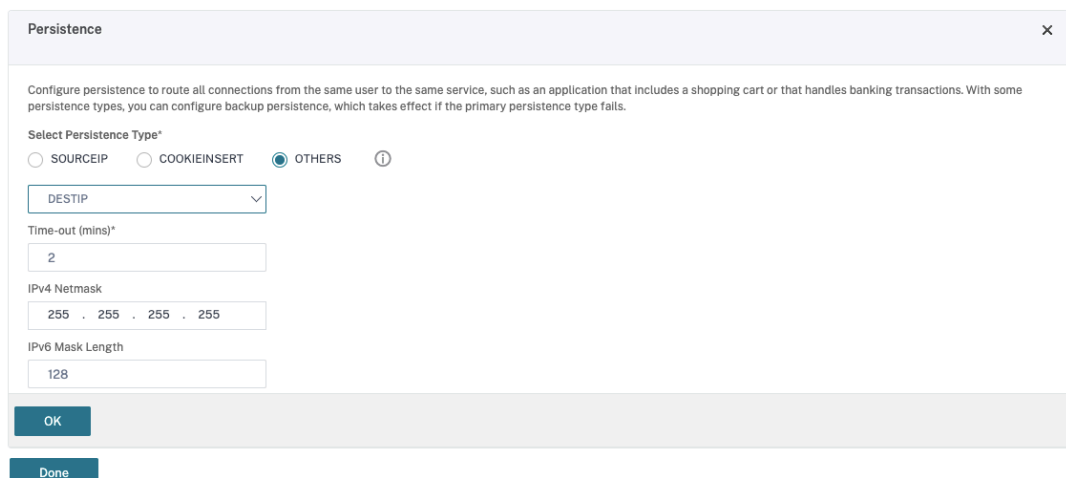 Persistence
Configure persistence to route all connections from the same user to the same service, such as an application that includes a shopping cart or that handles banking transactions. With some
persistence types, you can configure backup persistence, which takes effect if the primary persistence type fails.
Select Persistence Type*
SOURCEIP COOKIEINSERT OTHERS
DESTIP
Time-out (mins)*
2
IPv4 Netmask
255 . 255 . 255 . 255
IPv6 Mask Length
128
OK
Done